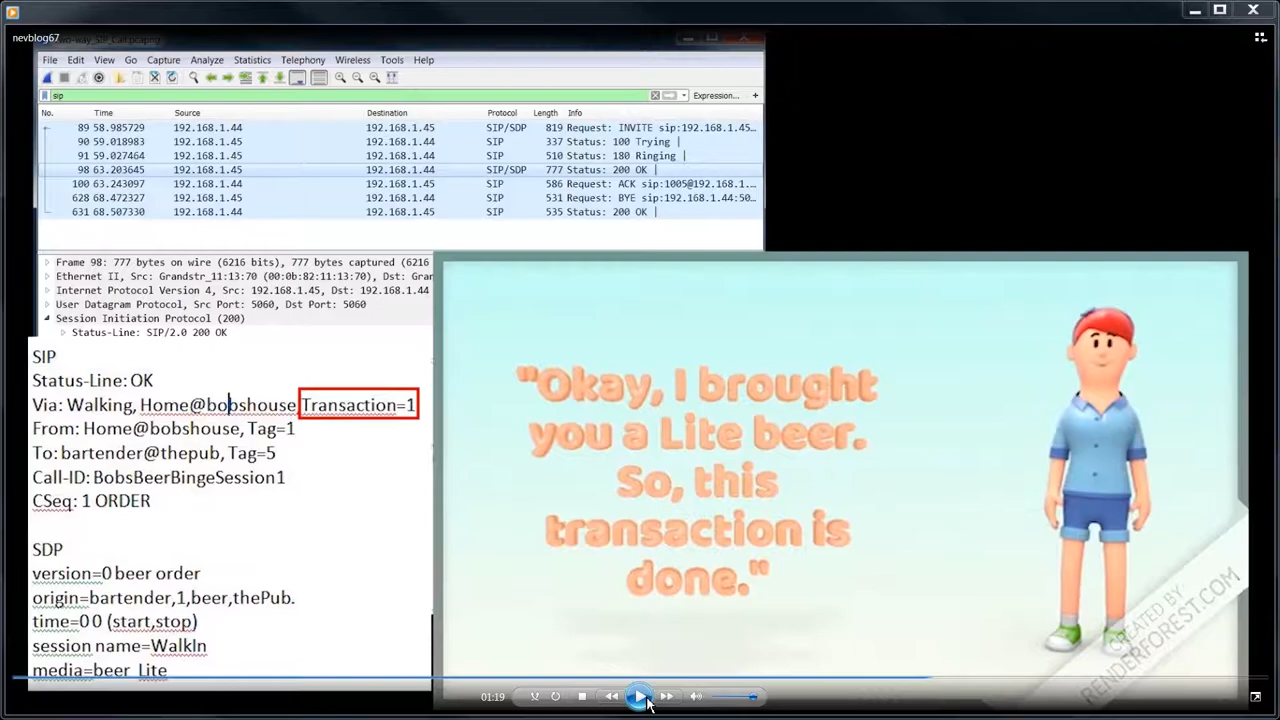 nevblog67
File Edit View Go Capture Analyze Statistics Telephony Wireless Tools Help
sip Expression... +
No. Time Source Destination Protocol Length Info
89 58.985729 192.168.1.44 192.168.1.45 SIP/SDP 819 Request: INVITE sip:192.168.1.45…
90 59.018983 192.168.1.45 192.168.1.44 SIP 337 Status: 100 Trying |
91 59.027464 192.168.1.45 192.168.1.44 SIP 510 Status: 180 Ringing |
98 63.203645 192.168.1.45 192.168.1.44 SIP/SDP 777 Status: 200 OK |
100 63.243097 192.168.1.44 192.168.1.45 SIP 586 Request: ACK sip:1005@192.168.1.…
628 68.472327 192.168.1.45 192.168.1.44 SIP 531 Request: BYE sip:192.168.1.44:50…
631 68.507330 192.168.1.44 192.168.1.45 SIP 535 Status: 200 OK |
Frame 98: 777 bytes on wire (6216 bits), 777 bytes captured (6216
Ethernet II, Src: Grandstr_11:13:70 (00:0b:82:11:13:70), Dst: Gran
Internet Protocol Version 4, Src: 192.168.1.45, Dst: 192.168.1.44
User Datagram Protocol, Src Port: 5060, Dst Port: 5060
Session Initiation Protocol (200)
Status-Line: SIP/2.0 200 OK
SIP
Status-Line: OK
Via: Walking, Home@bobshouse, Transaction=1
From: Home@bobshouse, Tag=1
To: bartender@thepub, Tag=5
Call-ID: BobsBeerBingeSession1
CSeq: 1 ORDER
SDP
version=0 beer order
origin=bartender,1,beer,thePub.
time=0 0 (start,stop)
session name=WalkIn
media=beer Lite
"Okay, I brought
you a Lite beer.
So, this
transaction is
done."
CREATED BY
RENDERFOREST.COM
01:19